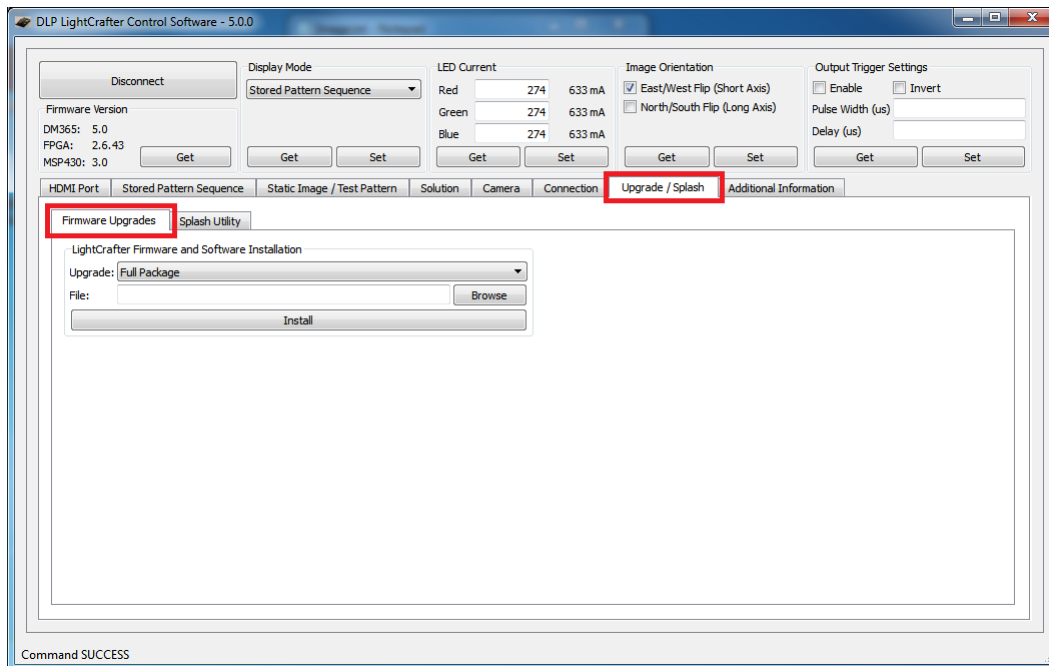 DLP LightCrafter Control Software - 5.0.0
Disconnect
Firmware Version
DM365: 5.0
FPGA: 2.6.43
MSP430: 3.0
Get
Display Mode
Stored Pattern Sequence
Get Set
LED Current
Red 274 633 mA
Green 274 633 mA
Blue 274 633 mA
Get Set
Image Orientation
East/West Flip (Short Axis)
North/South Flip (Long Axis)
Get Set
Output Trigger Settings
Enable Invert
Pulse Width (us)
Delay (us)
Get Set
HDMI Port Stored Pattern Sequence Static Image / Test Pattern Solution Camera Connection Upgrade / Splash Additional Information
Firmware Upgrades Splash Utility
LightCrafter Firmware and Software Installation
Upgrade: Full Package
File: Browse
Install
Command SUCCESS